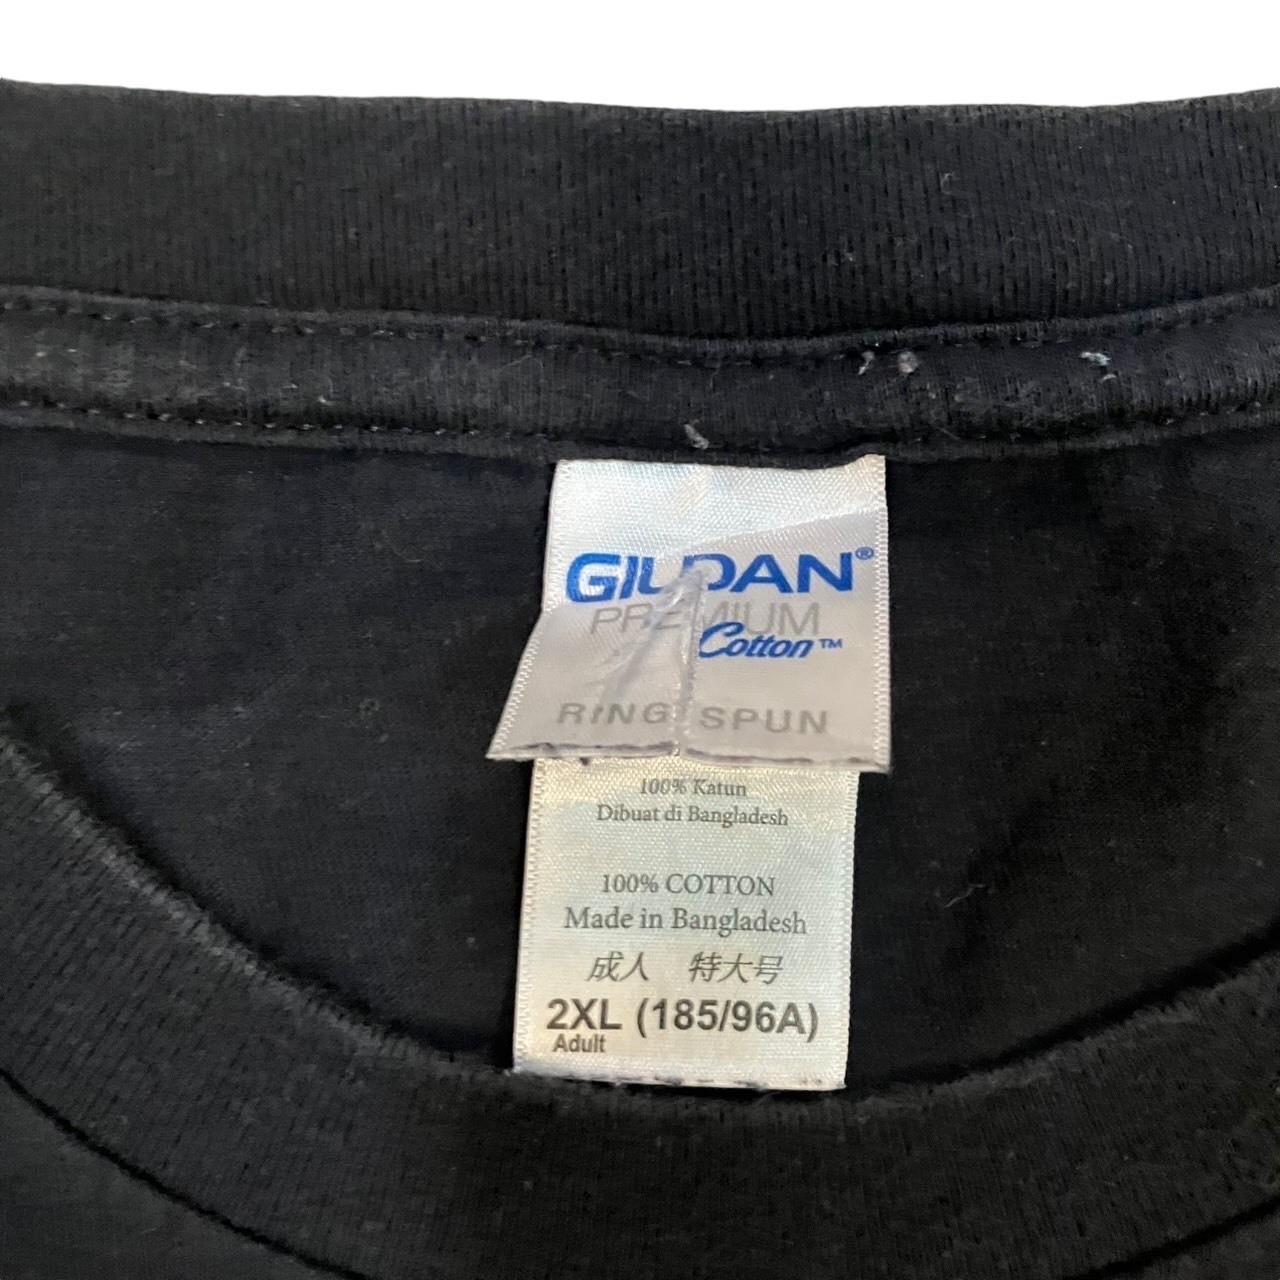 GILDAN®
PREMIUM
Cotton™
RING SPUN
100% Katun
Dibuat di Bangladesh
100% COTTON
Made in Bangladesh
成人 特大号
2XL (185/96A)
Adult